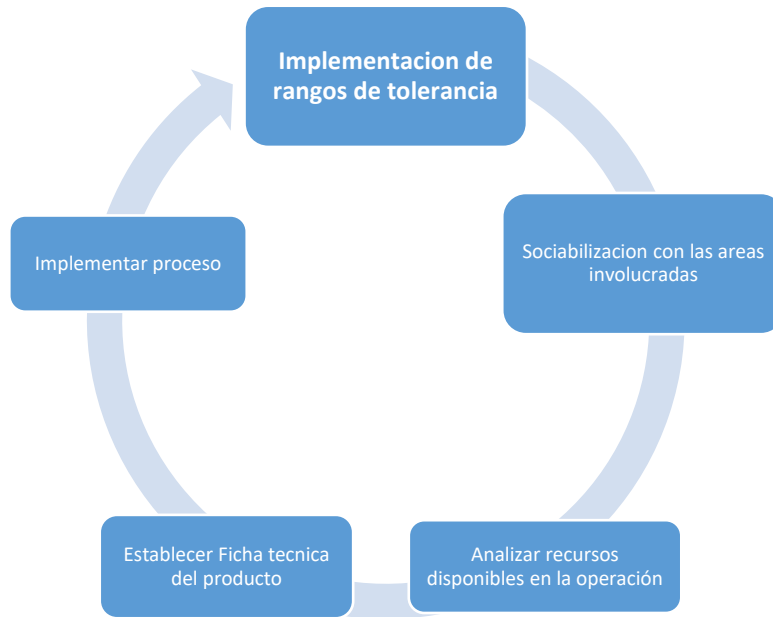 Implementacion de
rangos de tolerancia
Sociabilizacion con las areas
involucradas
Analizar recursos
disponibles en la operación
Establecer Ficha tecnica
del producto
Implementar proceso